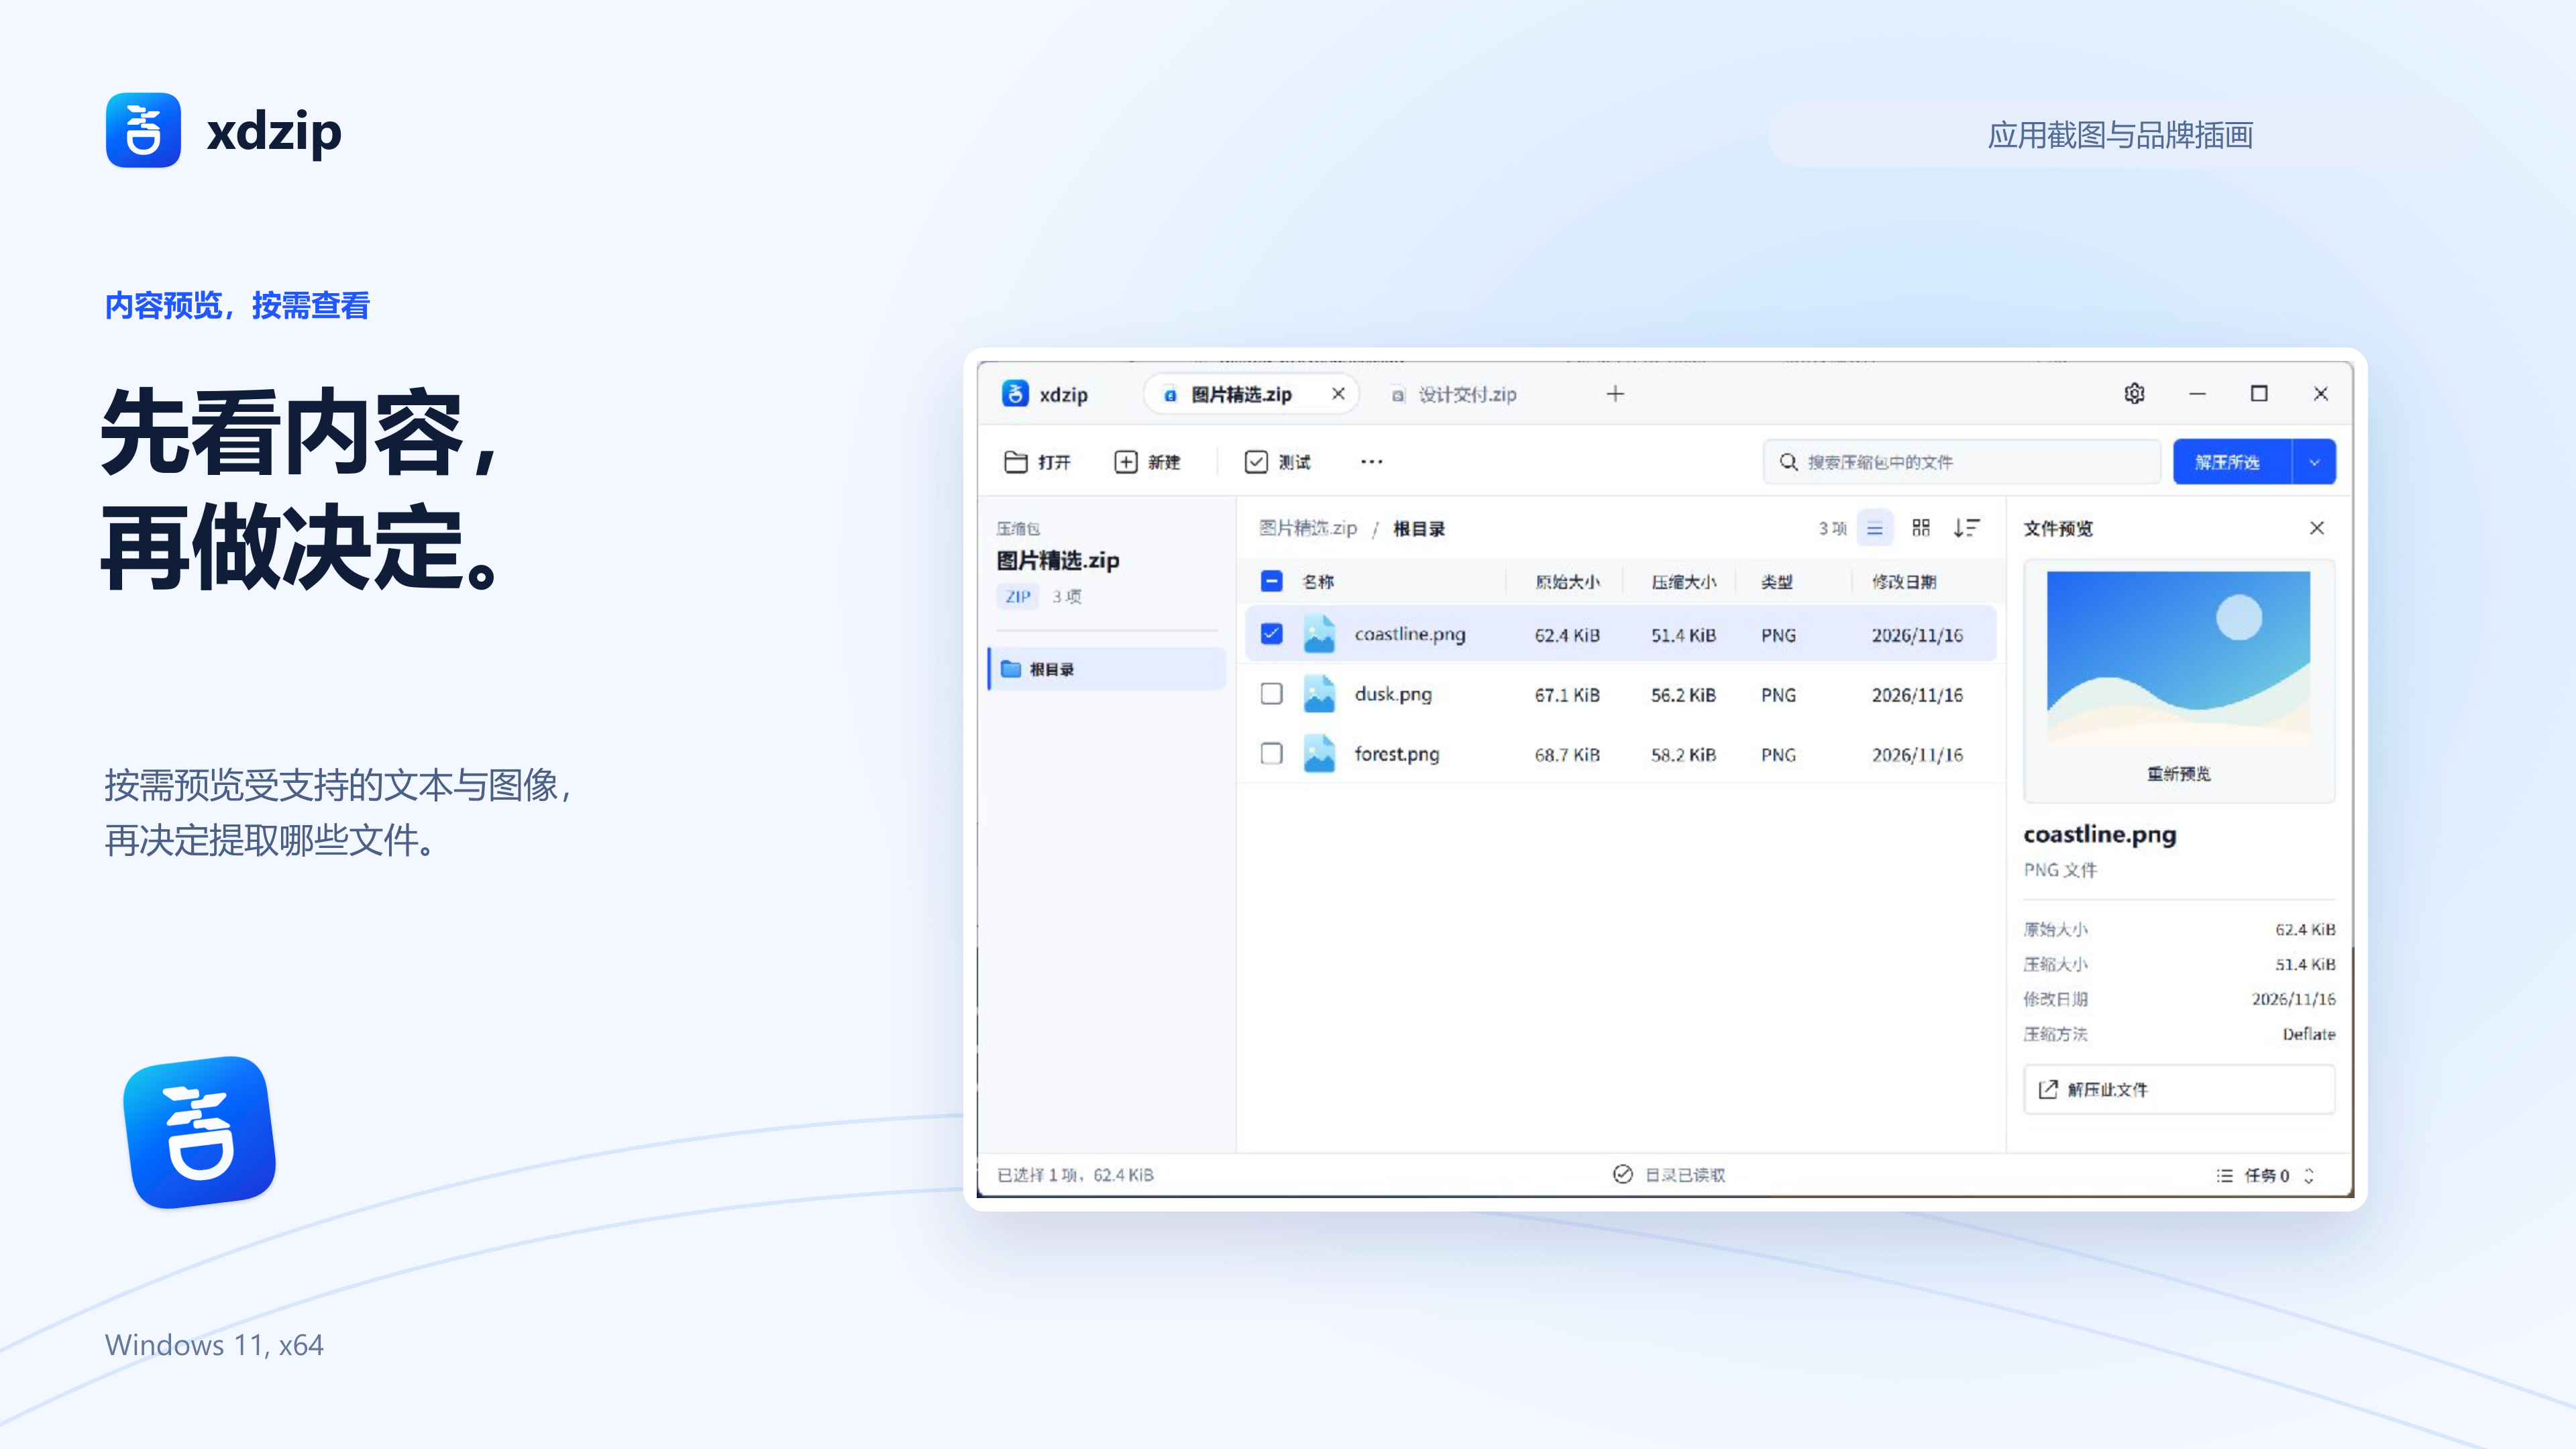 xdzip
应用截图与品牌插画
内容预览，按需查看
先看内容，
再做决定。
按需预览受支持的文本与图像，
再决定提取哪些文件。
Windows 11, x64
xdzip
图片精选.zip
设计交付.zip
打开
新建
测试
搜索压缩包中的文件
解压所选
压缩包
图片精选.zip
ZIP 3 项
根目录
图片精选.zip / 根目录
3 项
名称 原始大小 压缩大小 类型 修改日期
coastline.png 62.4 KiB 51.4 KiB PNG 2026/11/16
dusk.png 67.1 KiB 56.2 KiB PNG 2026/11/16
forest.png 68.7 KiB 58.2 KiB PNG 2026/11/16
文件预览
重新预览
coastline.png
PNG 文件
原始大小 62.4 KiB
压缩大小 51.4 KiB
修改日期 2026/11/16
压缩方法 Deflate
解压此文件
已选择 1 项，62.4 KiB
目录已读取
任务 0